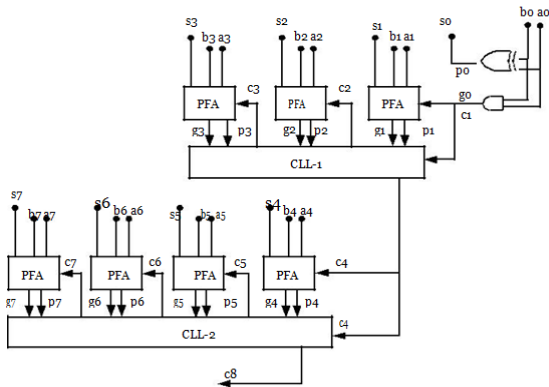 s3 s2 s1 s0 b0 a0
b3 a3 b2 a2 b1 a1
p0
PFA c3 PFA c2 PFA g0
c1
g3 p3 g2 p2 g1 p1
CLL-1
s7 s6 s5 s4
b7 a7 b6 a6 b5 a5 b4 a4
PFA c7 PFA c6 PFA c5 PFA c4
g7 p7 g6 p6 g5 p5 g4 p4
c4
CLL-2
c8